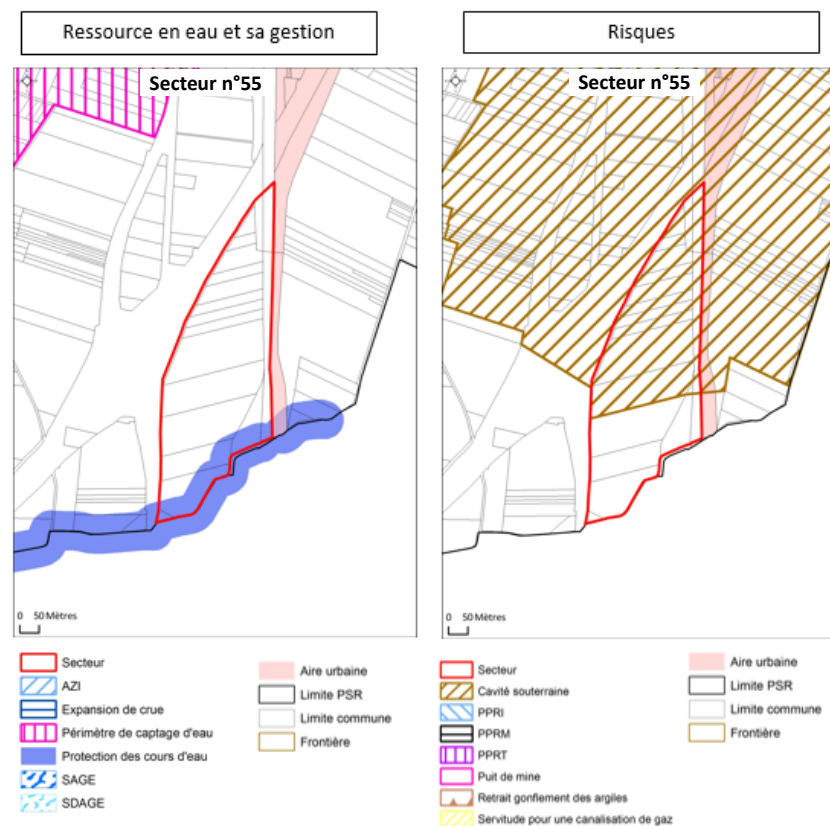 Ressource en eau et sa gestion
Risques
Secteur n°55
Secteur n°55
0 50 Mètres
0 50 Mètres
Secteur
AZI
Expansion de crue
Périmètre de captage d'eau
Protection des cours d'eau
SAGE
SDAGE
Aire urbaine
Limite PSR
Limite commune
Frontière
Secteur
Cavité souterraine
PPRI
PPRM
PPRT
Puit de mine
Retrait gonflement des argiles
Servitude pour une canalisation de gaz
Aire urbaine
Limite PSR
Limite commune
Frontière